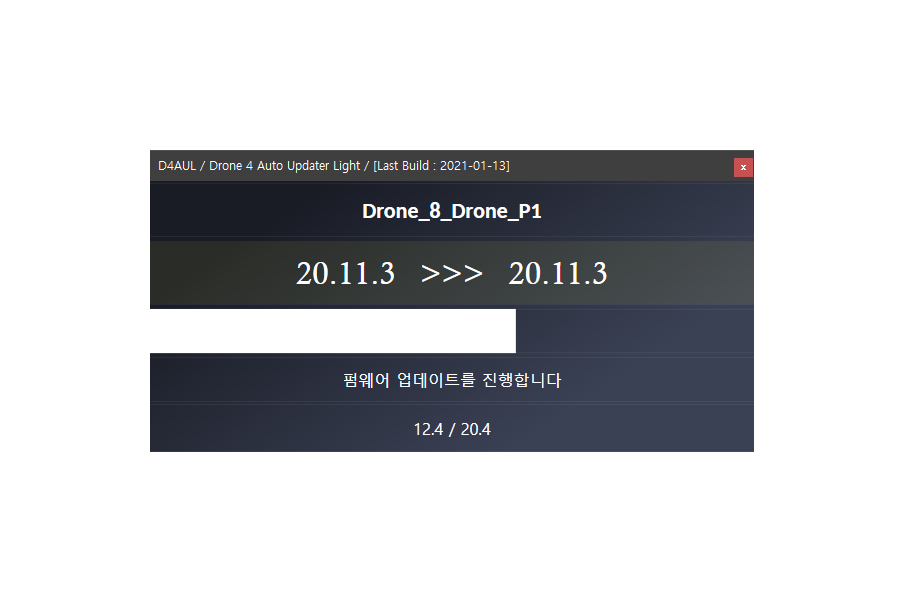 D4AUL / Drone 4 Auto Updater Light / [Last Build : 2021-01-13]
x
Drone_8_Drone_P1
20.11.3 >>> 20.11.3
펌웨어 업데이트를 진행합니다
12.4 / 20.4